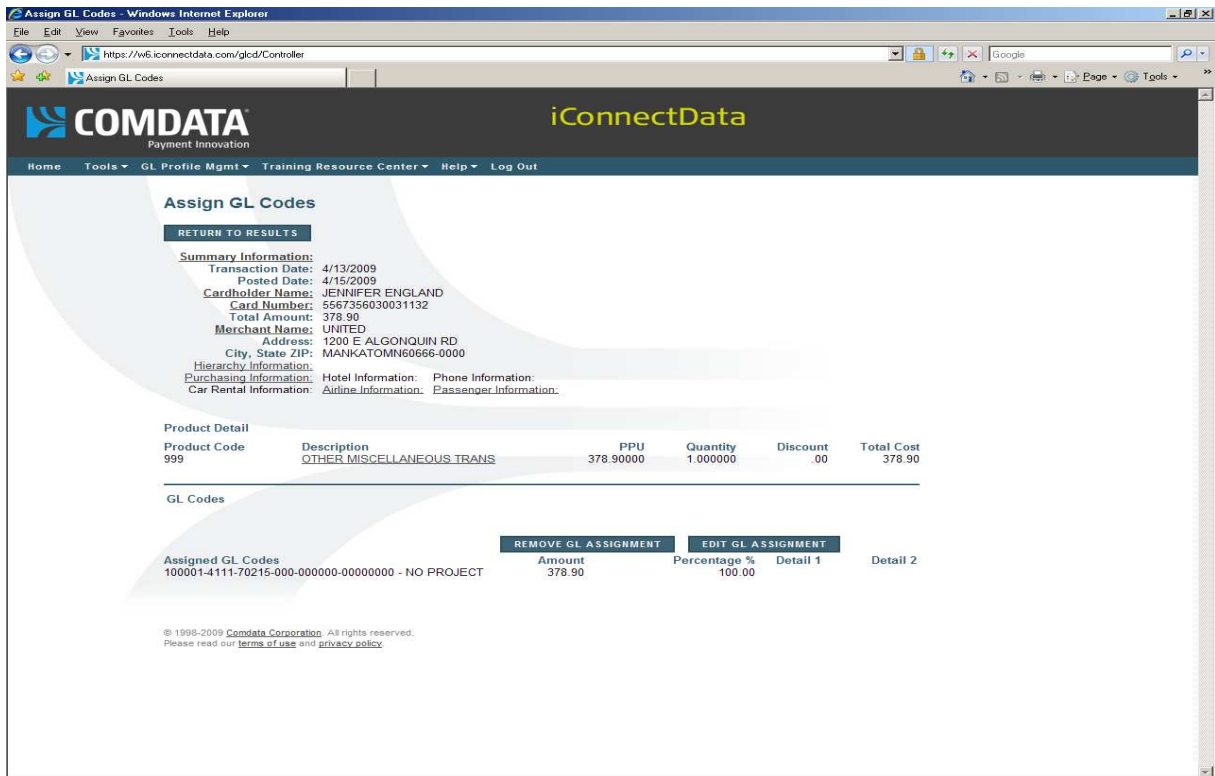 Assign GL Codes - Windows Internet Explorer
File Edit View Favorites Tools Help
https://w6.iconnectdata.com/glcd/Controller Google
Assign GL Codes Page Tools
COMDATA
Payment Innovation
iConnectData
Home Tools GL Profile Mgmt Training Resource Center Help Log Out
Assign GL Codes
RETURN TO RESULTS
Summary Information:
Transaction Date: 4/13/2009
Posted Date: 4/15/2009
Cardholder Name: JENNIFER ENGLAND
Card Number: 5567356030031132
Total Amount: 378.90
Merchant Name: UNITED
Address: 1200 E ALGONQUIN RD
City, State ZIP: MANKATOMN60666-0000
Hierarchy Information:
Purchasing Information: Hotel Information: Phone Information:
Car Rental Information: Airline Information: Passenger Information:
Product Detail
Product Code Description PPU Quantity Discount Total Cost
999 OTHER MISCELLANEOUS TRANS 378.90000 1.000000 .00 378.90
GL Codes
REMOVE GL ASSIGNMENT EDIT GL ASSIGNMENT
Assigned GL Codes Amount Percentage % Detail 1 Detail 2
100001-4111-70215-000-000000-00000000 - NO PROJECT 378.90 100.00
© 1998-2009 Comdata Corporation. All rights reserved.
Please read our terms of use and privacy policy.